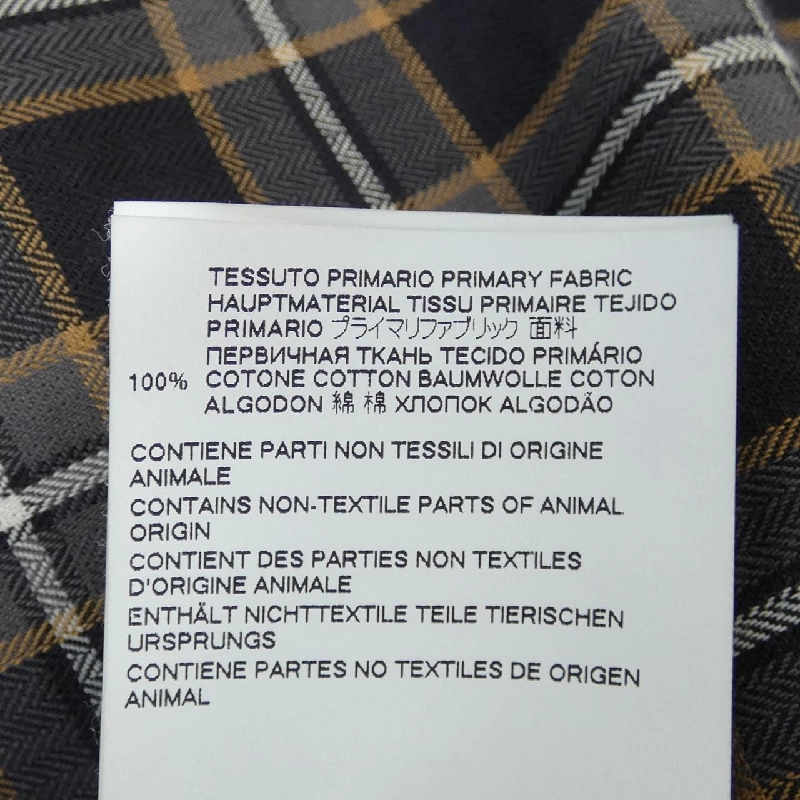 TESSUTO PRIMARIO PRIMARY FABRIC
HAUPTMATERIAL TISSU PRIMAIRE TEJIDO
PRIMARIO プライマリファブリック 面料
ПЕРВИЧНАЯ ТКАНЬ TECIDO PRIMÁRIO
100% COTONE COTTON BAUMWOLLE COTON
ALGODON 綿 棉 ХЛОПОК ALGODÃO
CONTIENE PARTI NON TESSILI DI ORIGINE
ANIMALE
CONTAINS NON-TEXTILE PARTS OF ANIMAL
ORIGIN
CONTIENT DES PARTIES NON TEXTILES
D'ORIGINE ANIMALE
ENTHÄLT NICHTTEXTILE TEILE TIERISCHEN
URSPRUNGS
CONTIENE PARTES NO TEXTILES DE ORIGEN
ANIMAL